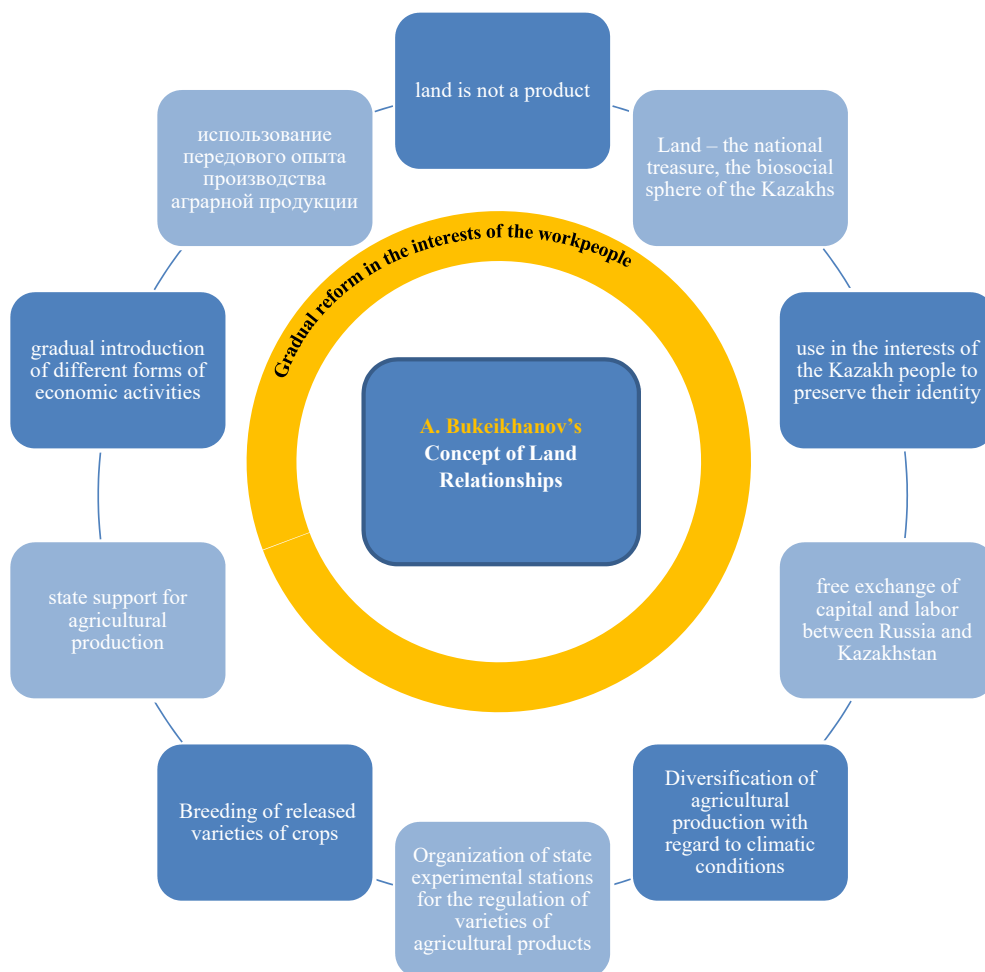 land is not a product
Land – the national
treasure, the biosocial
sphere of the Kazakhs
use in the interests of
the Kazakh people to
preserve their identity
free exchange of
capital and labor
between Russia and
Kazakhstan
Diversification of
agricultural
production with
regard to climatic
conditions
Organization of state
experimental stations
for the regulation of
varieties of
agricultural products
Breeding of released
varieties of crops
state support for
agricultural
production
gradual introduction
of different forms of
economic activities
использование
передового опыта
производства
аграрной продукции
Gradual reform in the interests of the workpeople
A. Bukeikhanov’s
Concept of Land
Relationships